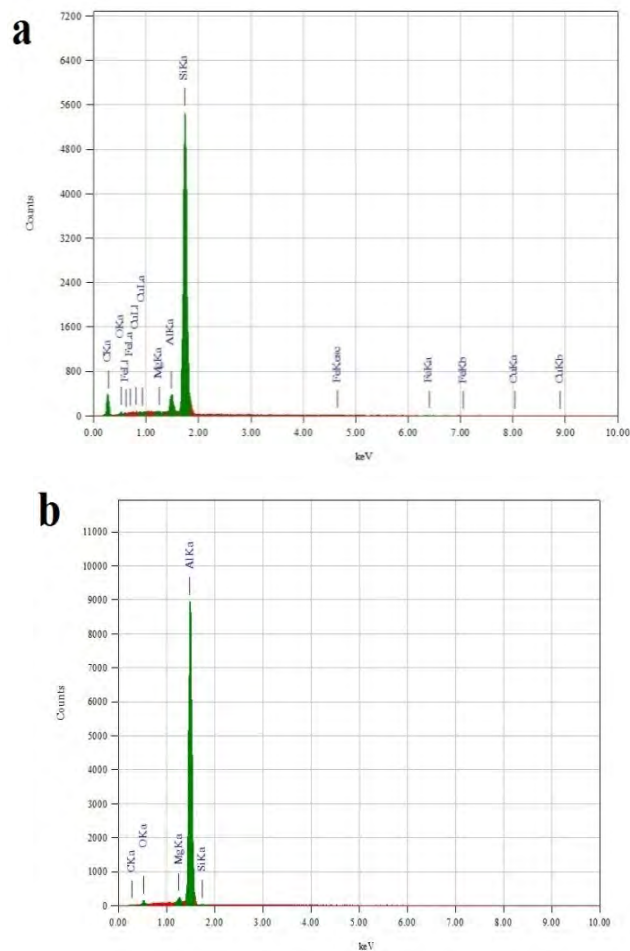 a
7200
6400
5600
4800
4000
3200
2400
1600
800
0
Counts
CKa
OKa
FeLl
FeLa
CuLl
CuLa
MgKa
AlKa
SiKa
FeKesc
FeKa
FeKb
CuKa
CuKb
0.00 1.00 2.00 3.00 4.00 5.00 6.00 7.00 8.00 9.00 10.00
keV
b
11000
10000
9000
8000
7000
6000
5000
4000
3000
2000
1000
0
Counts
CKa
OKa
MgKa
AlKa
SiKa
0.00 1.00 2.00 3.00 4.00 5.00 6.00 7.00 8.00 9.00 10.00
keV